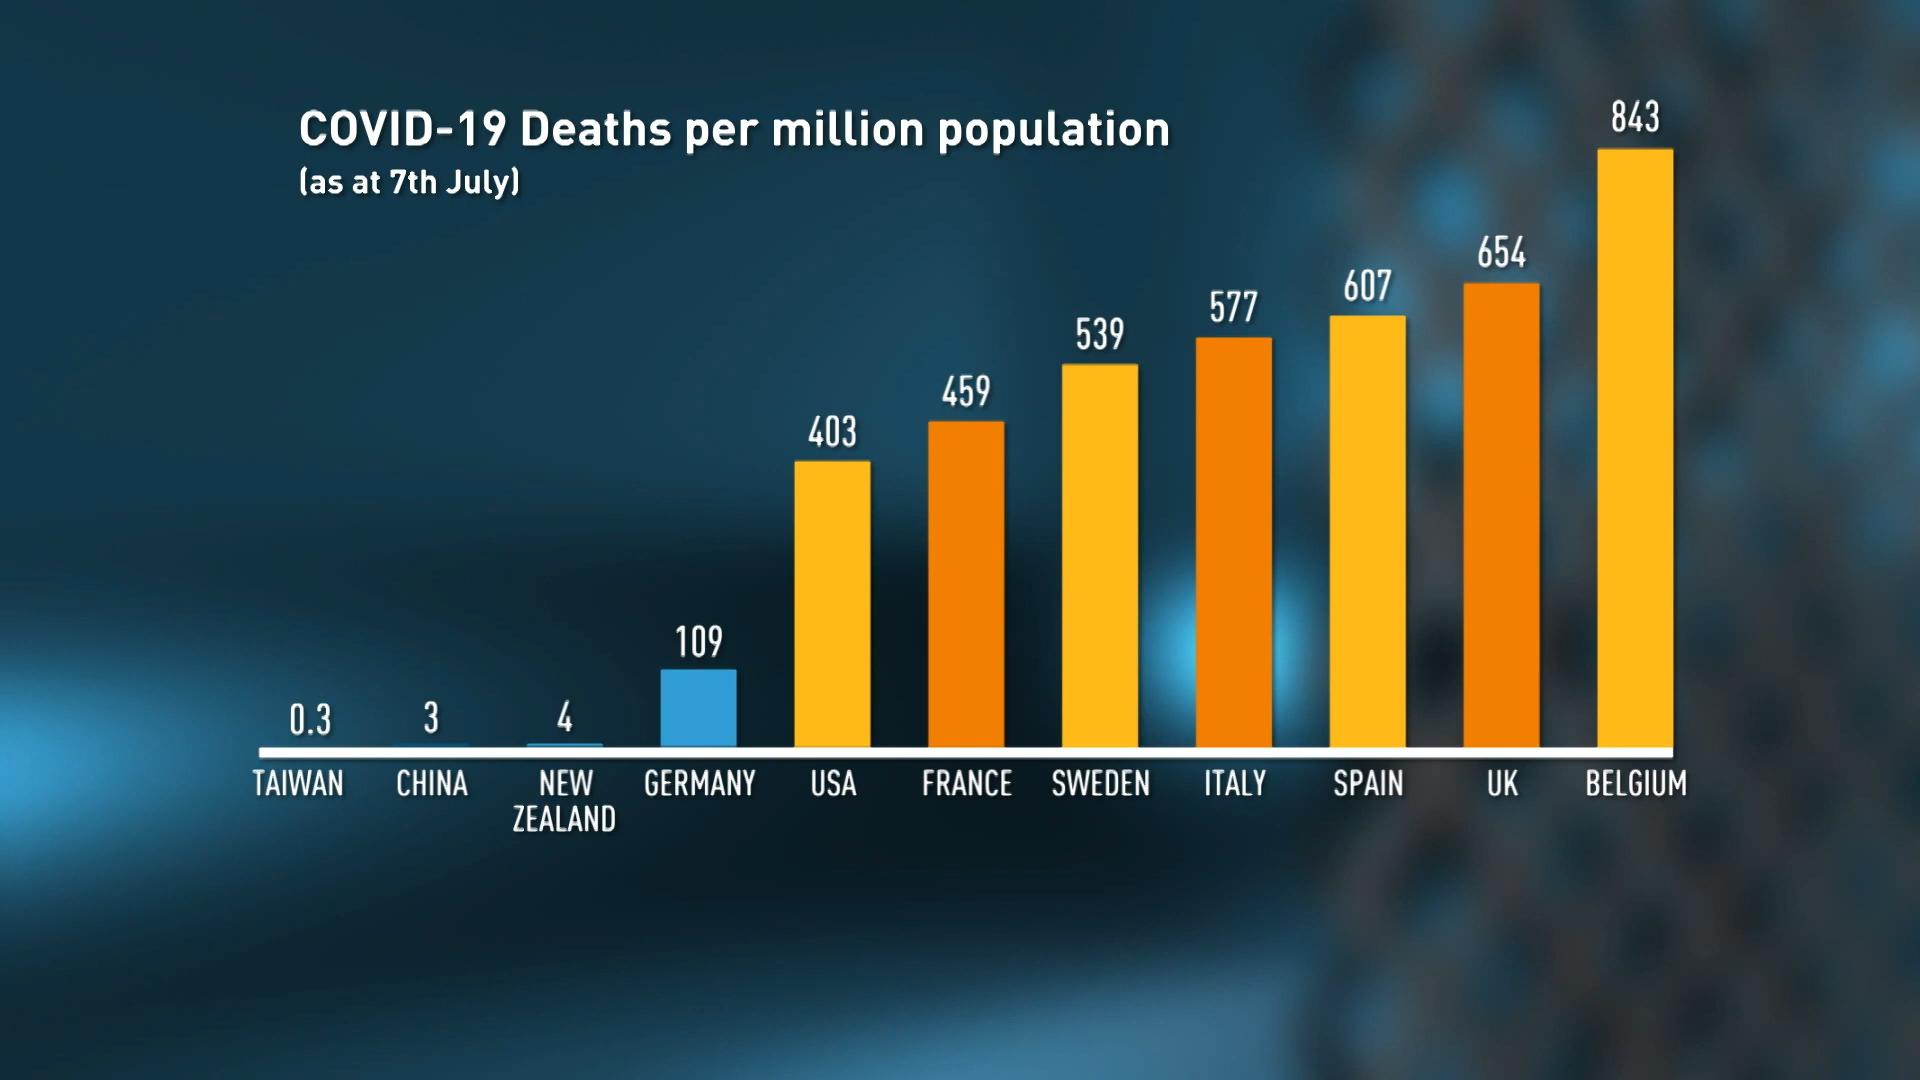 COVID-19 Deaths per million population
(as at 7th July)
0.3
3
4
109
403
459
539
577
607
654
843
TAIWAN
CHINA
NEW
ZEALAND
GERMANY
USA
FRANCE
SWEDEN
ITALY
SPAIN
UK
BELGIUM